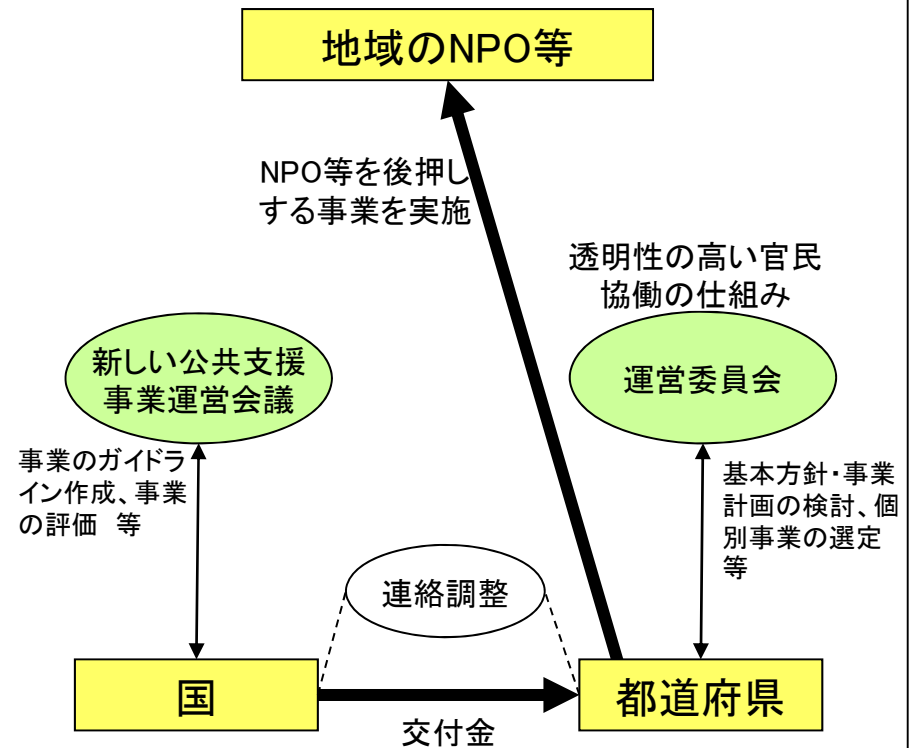 地域のNPO等
NPO等を後押し
する事業を実施
透明性の高い官民
協働の仕組み
新しい公共支援
事業運営会議
運営委員会
事業のガイドラ
イン作成、事業
の評価　等
基本方針・事業
計画の検討、個
別事業の選定
等
連絡調整
国
都道府県
交付金